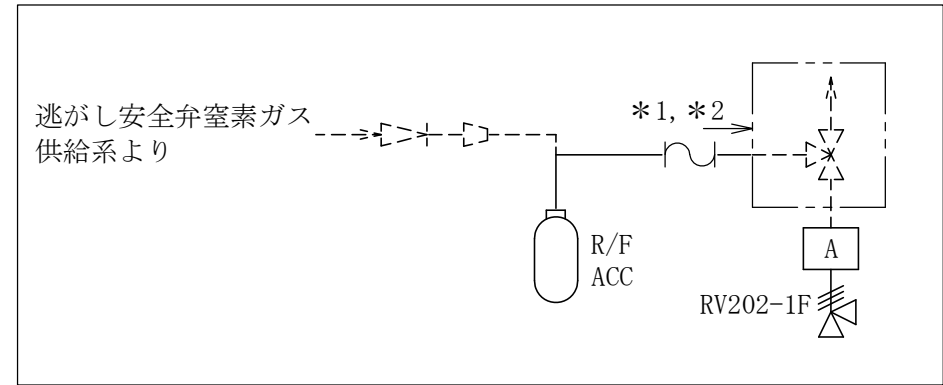 逃がし安全弁窒素ガス
供給系より
*1, *2
R/F
ACC
A
RV202-1F